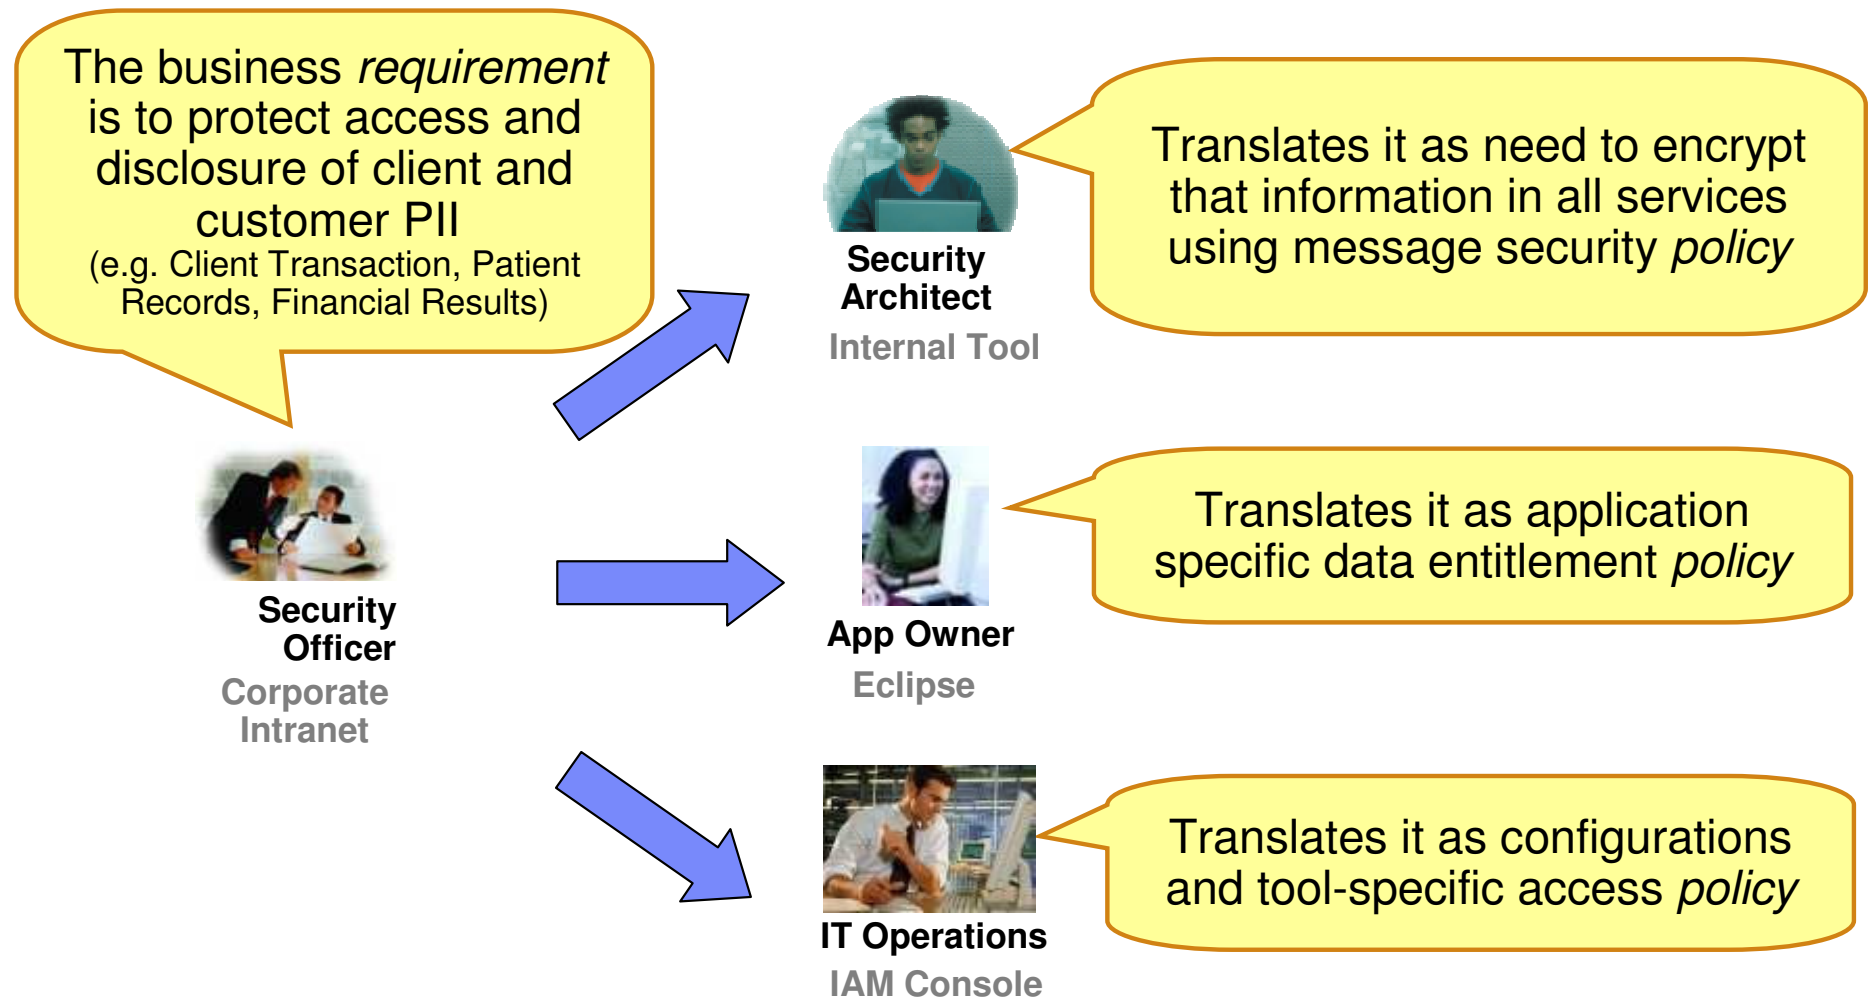 The business requirement
is to protect access and
disclosure of client and
customer PII
(e.g. Client Transaction, Patient
Records, Financial Results)
Security
Officer
Corporate
Intranet
Security
Architect
Internal Tool
Translates it as need to encrypt
that information in all services
using message security policy
App Owner
Eclipse
Translates it as application
specific data entitlement policy
IT Operations
IAM Console
Translates it as configurations
and tool-specific access policy